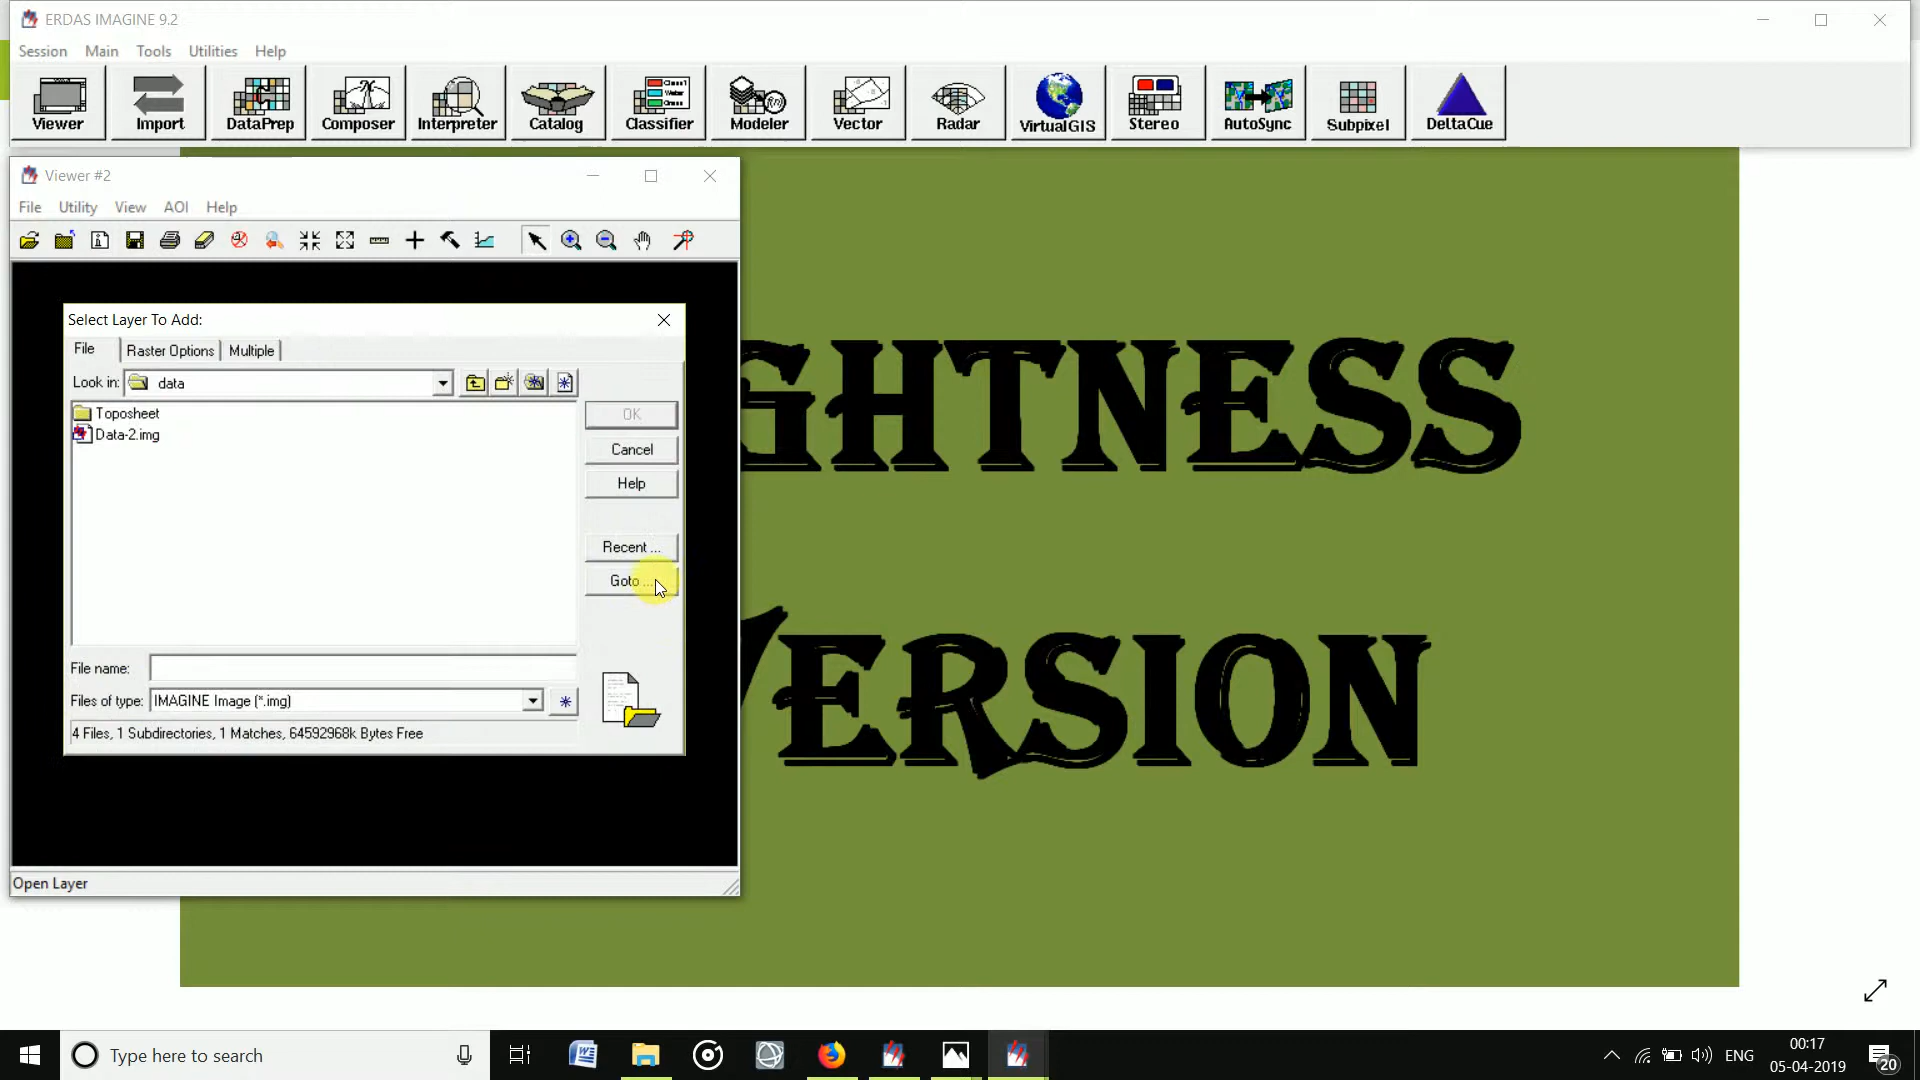 ERDAS IMAGINE 9.2
Session Main Tools Utilities Help
Viewer Import DataPrep Composer Interpreter Catalog Classifier Modeler Vector Radar VirtualGIS Stereo AutoSync Subpixel DeltaCue
Viewer #2
File Utility View AOI Help
Select Layer To Add:
File Raster Options Multiple
Look in: data
Toposheet
Data-2.img
OK
Cancel
Help
Recent ...
Goto ...
File name:
Files of type: IMAGINE Image (*.img)
4 Files, 1 Subdirectories, 1 Matches, 64592968k Bytes Free
Open Layer
GHTNESS
VERSION
Type here to search
ENG
00:17
05-04-2019
20